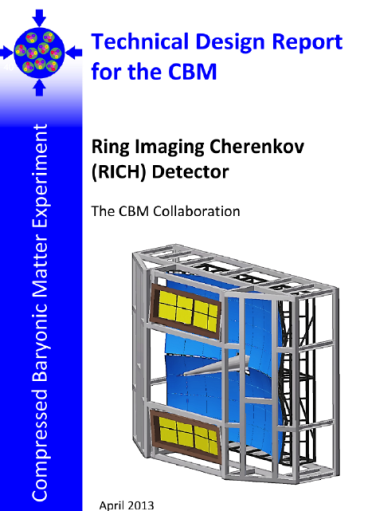 Technical Design Report
for the CBM
Compressed Baryonic Matter Experiment
Ring Imaging Cherenkov
(RICH) Detector
The CBM Collaboration
April 2013